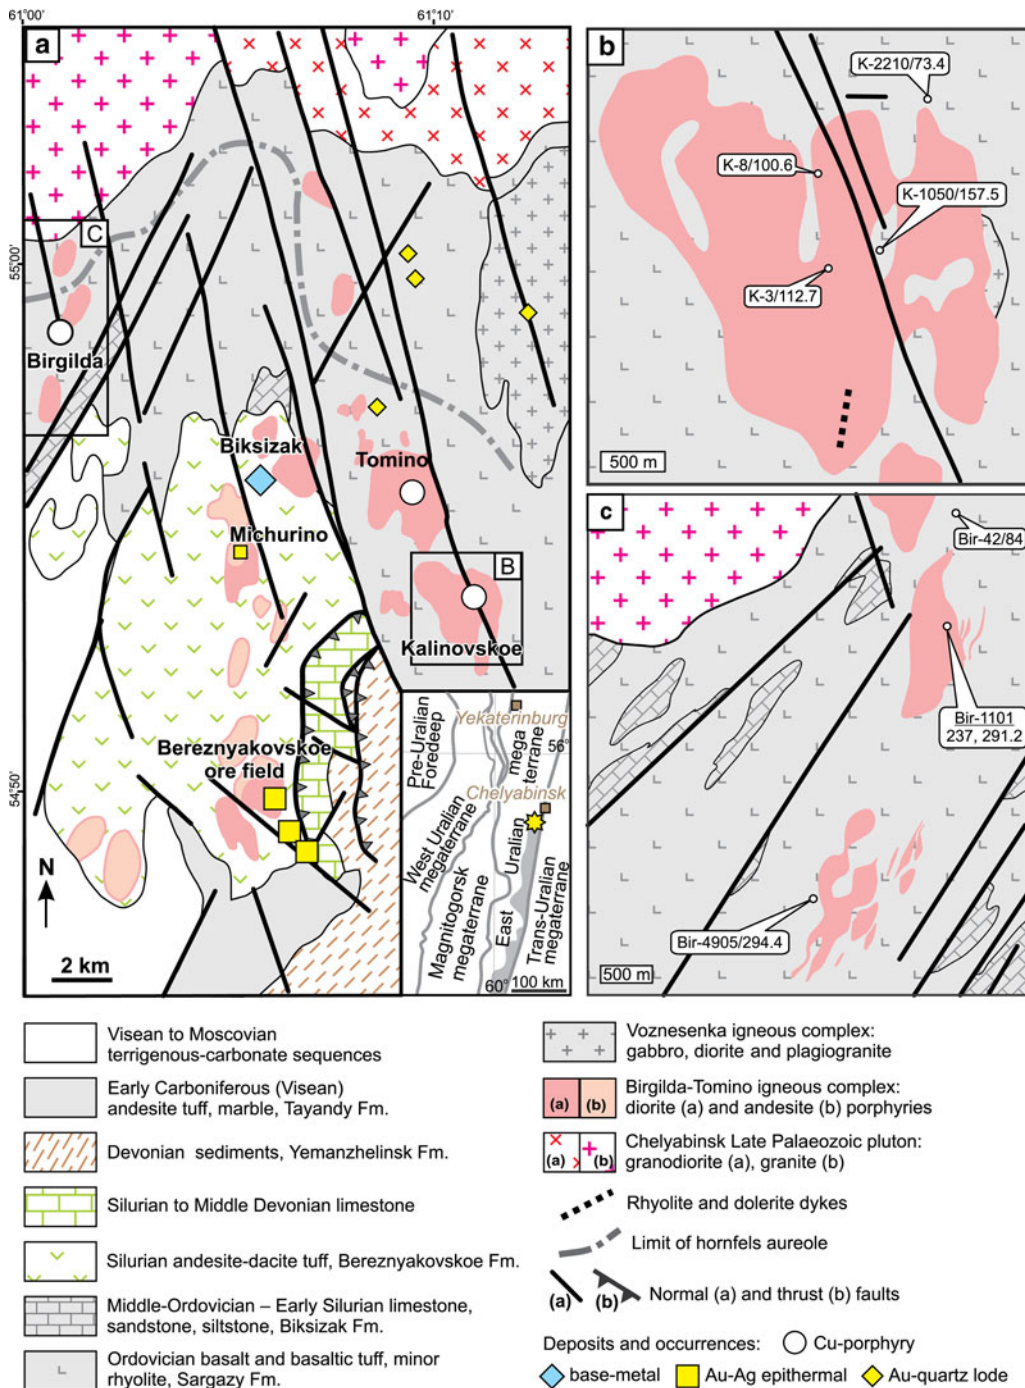 61°00'
61°10'
a
b
K-2210/73.4
K-8/100.6
K-1050/157.5
C
55°00'
K-3/112.7
Birgilda
Biksizak
Tomino
500 m
c
Michurino
B
Bir-42/84
Kalinovskoe
Bir-1101
237, 291.2
Yekaterinburg
56°
Pre-Uralian
Foredeep
mega
terrane
Bereznyakovskoe
ore field
Chelyabinsk
54°50'
West Uralian
megaterrane
Uralian
Magnitogorsk
megaterrane
East
Trans-Uralian
megaterrane
Bir-4905/294.4
N
2 km
60°
100 km
500 m
Visean to Moscovian
terrigenous-carbonate sequences
Early Carboniferous (Visean)
andesite tuff, marble, Tayandy Fm.
Devonian sediments, Yemanzhelinsk Fm.
Silurian to Middle Devonian limestone
Silurian andesite-dacite tuff, Bereznyakovskoe Fm.
Middle-Ordovician – Early Silurian limestone,
sandstone, siltstone, Biksizak Fm.
Ordovician basalt and basaltic tuff, minor
rhyolite, Sargazy Fm.
Voznesenka igneous complex:
gabbro, diorite and plagiogranite
(a) (b) Birgilda-Tomino igneous complex:
diorite (a) and andesite (b) porphyries
(a) (b) Chelyabinsk Late Palaeozoic pluton:
granodiorite (a), granite (b)
Rhyolite and dolerite dykes
Limit of hornfels aureole
(a) (b) Normal (a) and thrust (b) faults
Deposits and occurrences: Cu-porphyry
base-metal Au-Ag epithermal Au-quartz lode